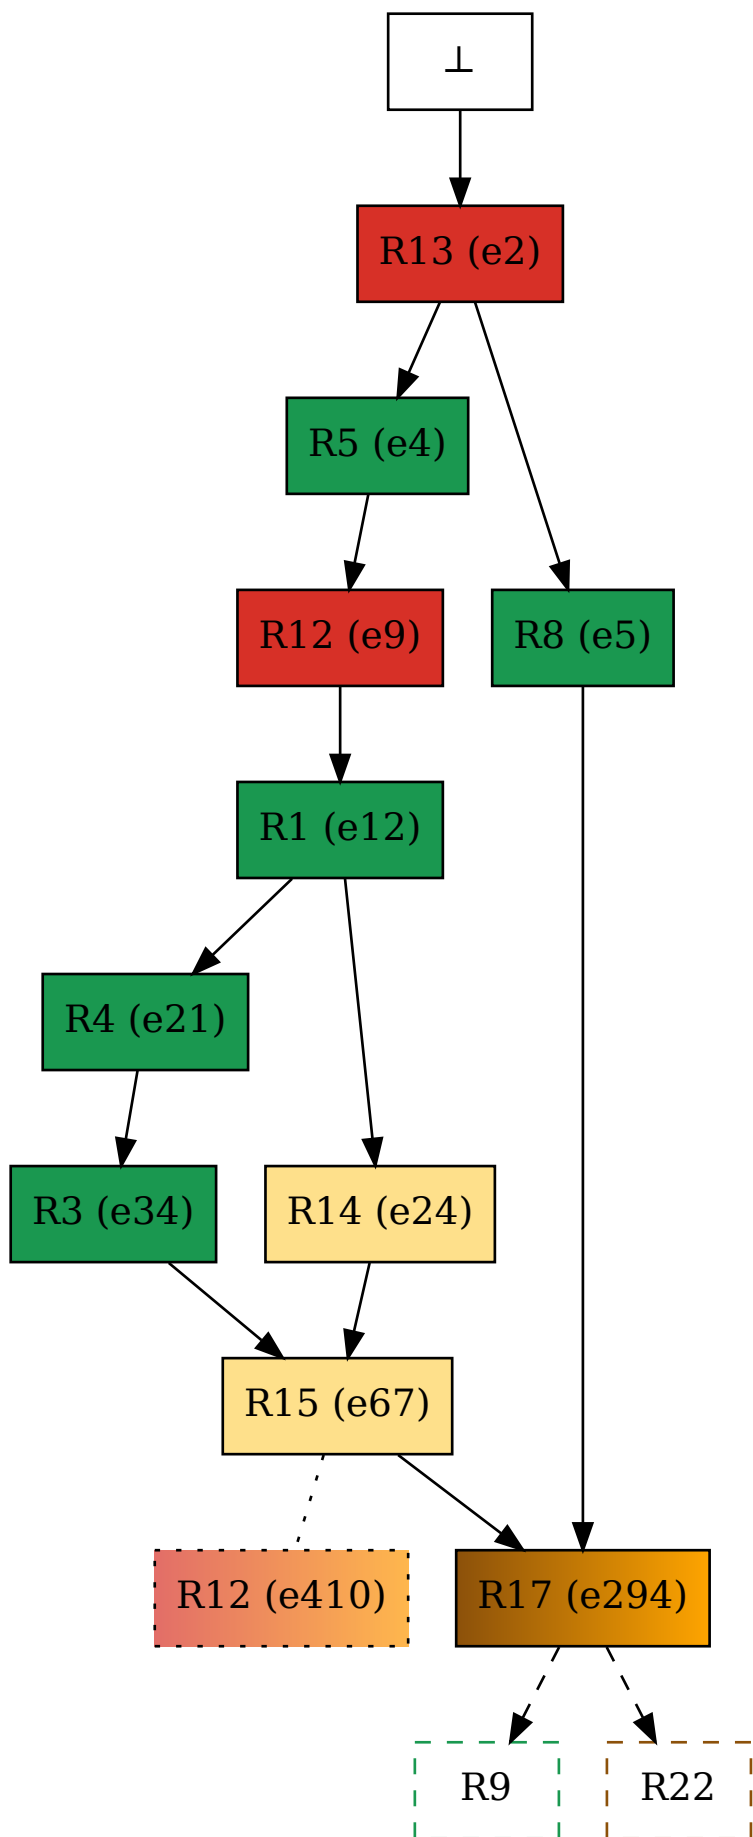 ⊥
R13 (e2)
R5 (e4)
R12 (e9)
R8 (e5)
R1 (e12)
R4 (e21)
R3 (e34)
R14 (e24)
R15 (e67)
R12 (e410)
R17 (e294)
R9
R22